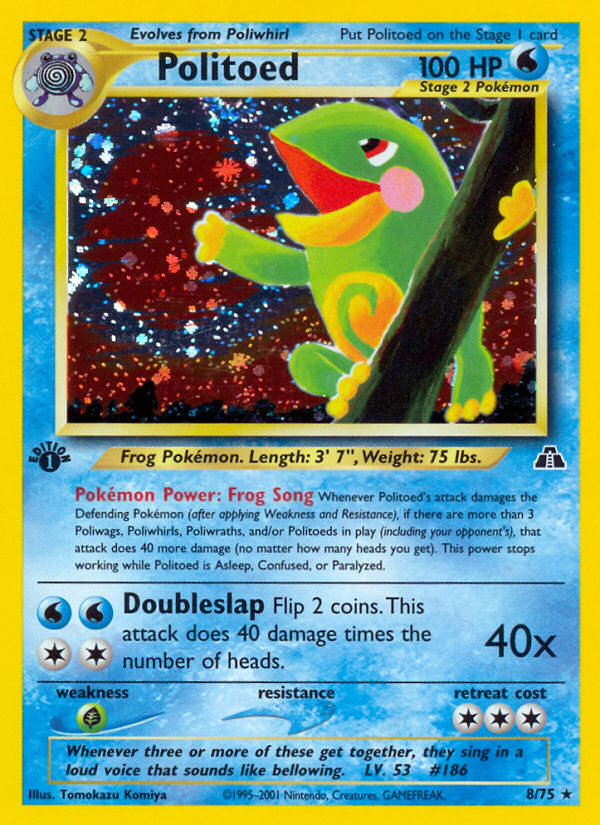 STAGE 2 Evolves from Poliwhirl Put Politoed on the Stage 1 card
Politoed 100 HP
Stage 2 Pokémon
EDITION
1
Frog Pokémon. Length: 3' 7", Weight: 75 lbs.
Pokémon Power: Frog Song Whenever Politoed's attack damages the
Defending Pokémon (after applying Weakness and Resistance), if there are more than 3
Poliwags, Poliwhirls, Poliwraths, and/or Politoeds in play (including your opponent's), that
attack does 40 more damage (no matter how many heads you get). This power stops
working while Politoed is Asleep, Confused, or Paralyzed.
Doubleslap Flip 2 coins. This
attack does 40 damage times the
number of heads.
40x
weakness resistance retreat cost
Whenever three or more of these get together, they sing in a
loud voice that sounds like bellowing. LV. 53 #186
Illus. Tomokazu Komiya ©1995-2001 Nintendo, Creatures, GAMEFREAK. 8/75 ★